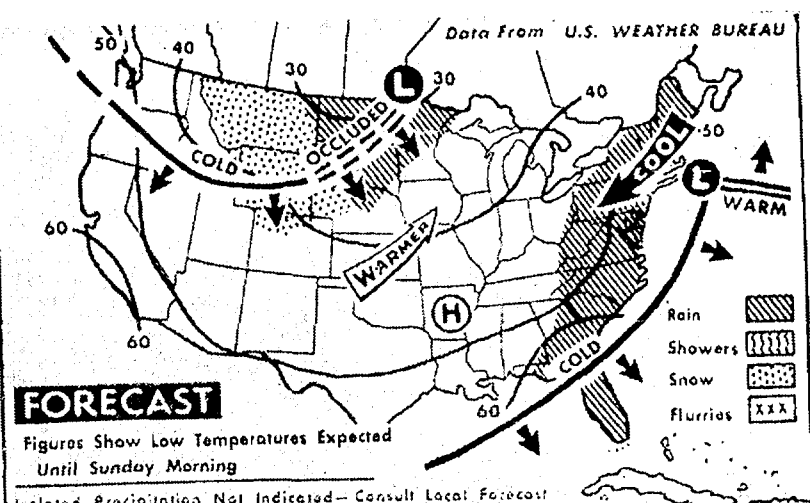 Data From U.S. WEATHER BUREAU
50
40
30
L
30
40
50
OCCLUDED
COLD
COOL
L
WARM
WARMER
60
H
60
60
COLD
Rain
Showers
Snow
Flurries
XXX
FORECAST
Figures Show Low Temperatures Expected
Until Sunday Morning
Isolated Precipitation Not Indicated—Consult Local Forecast